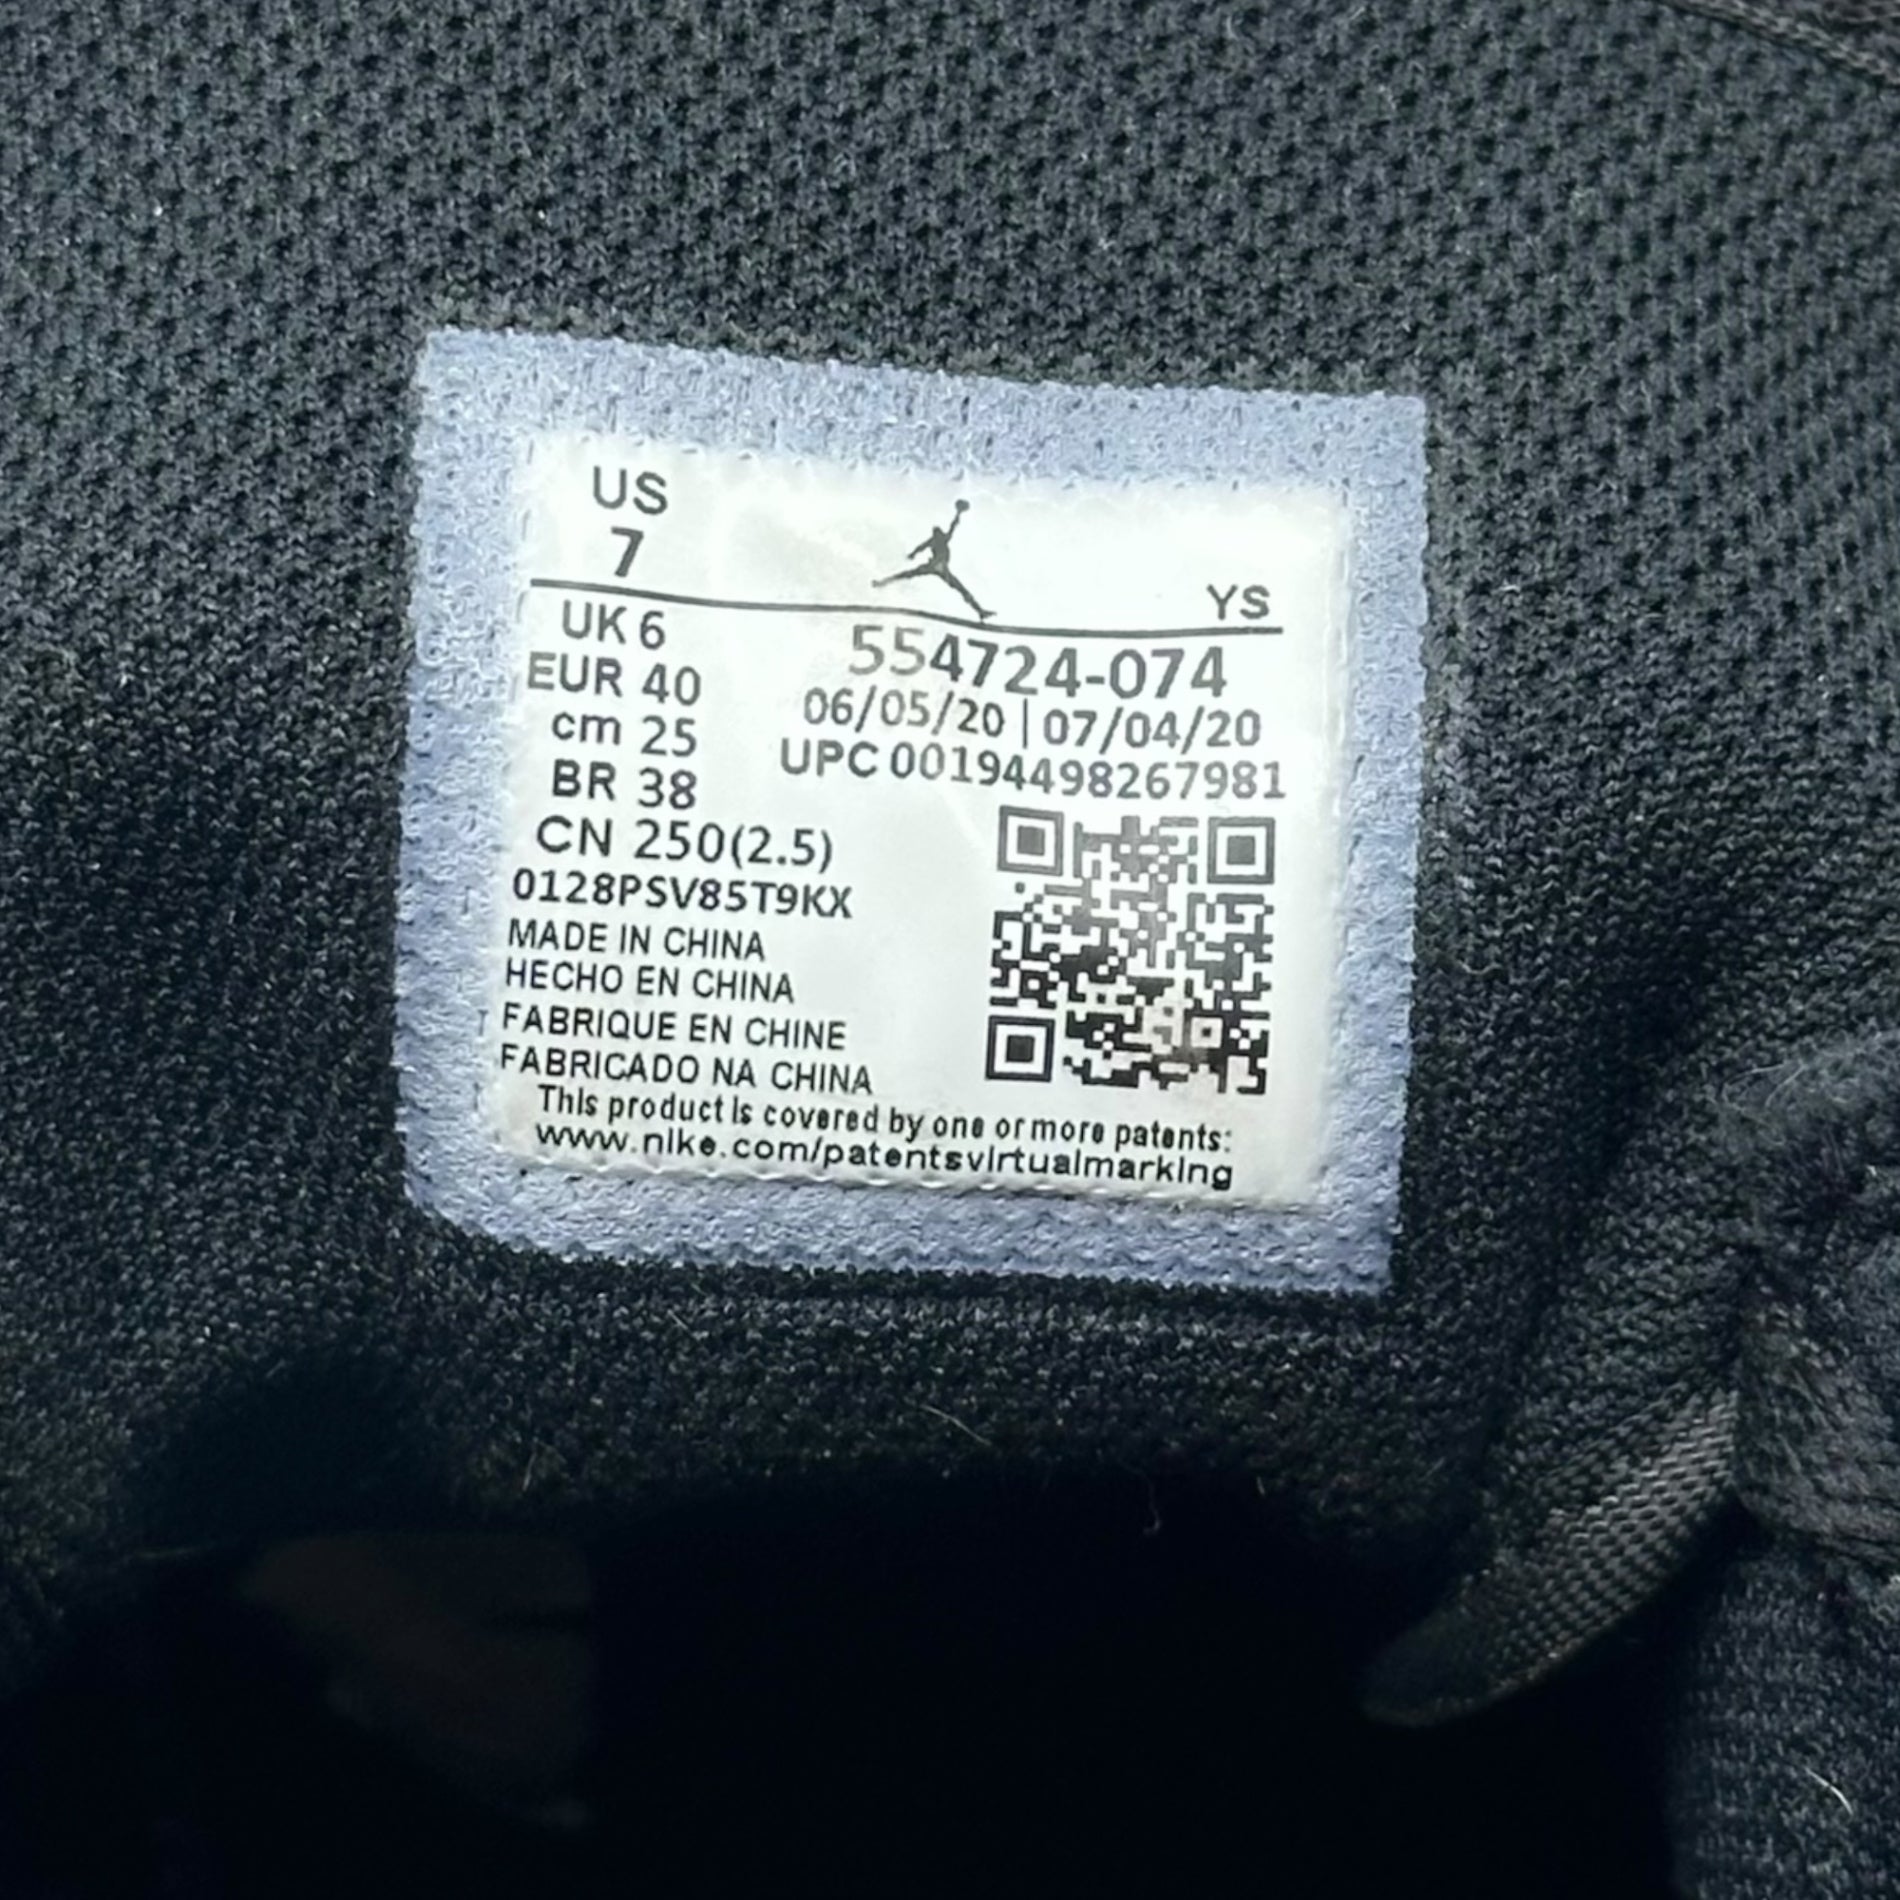 US
7
YS
UK 6
EUR 40
cm 25
BR 38
CN 250(2.5)
554724-074
06/05/20 | 07/04/20
UPC 00194498267981
0128PSV85T9KX
MADE IN CHINA
HECHO EN CHINA
FABRIQUE EN CHINE
FABRICADO NA CHINA
This product is covered by one or more patents:
www.nike.com/patentsvirtualmarking